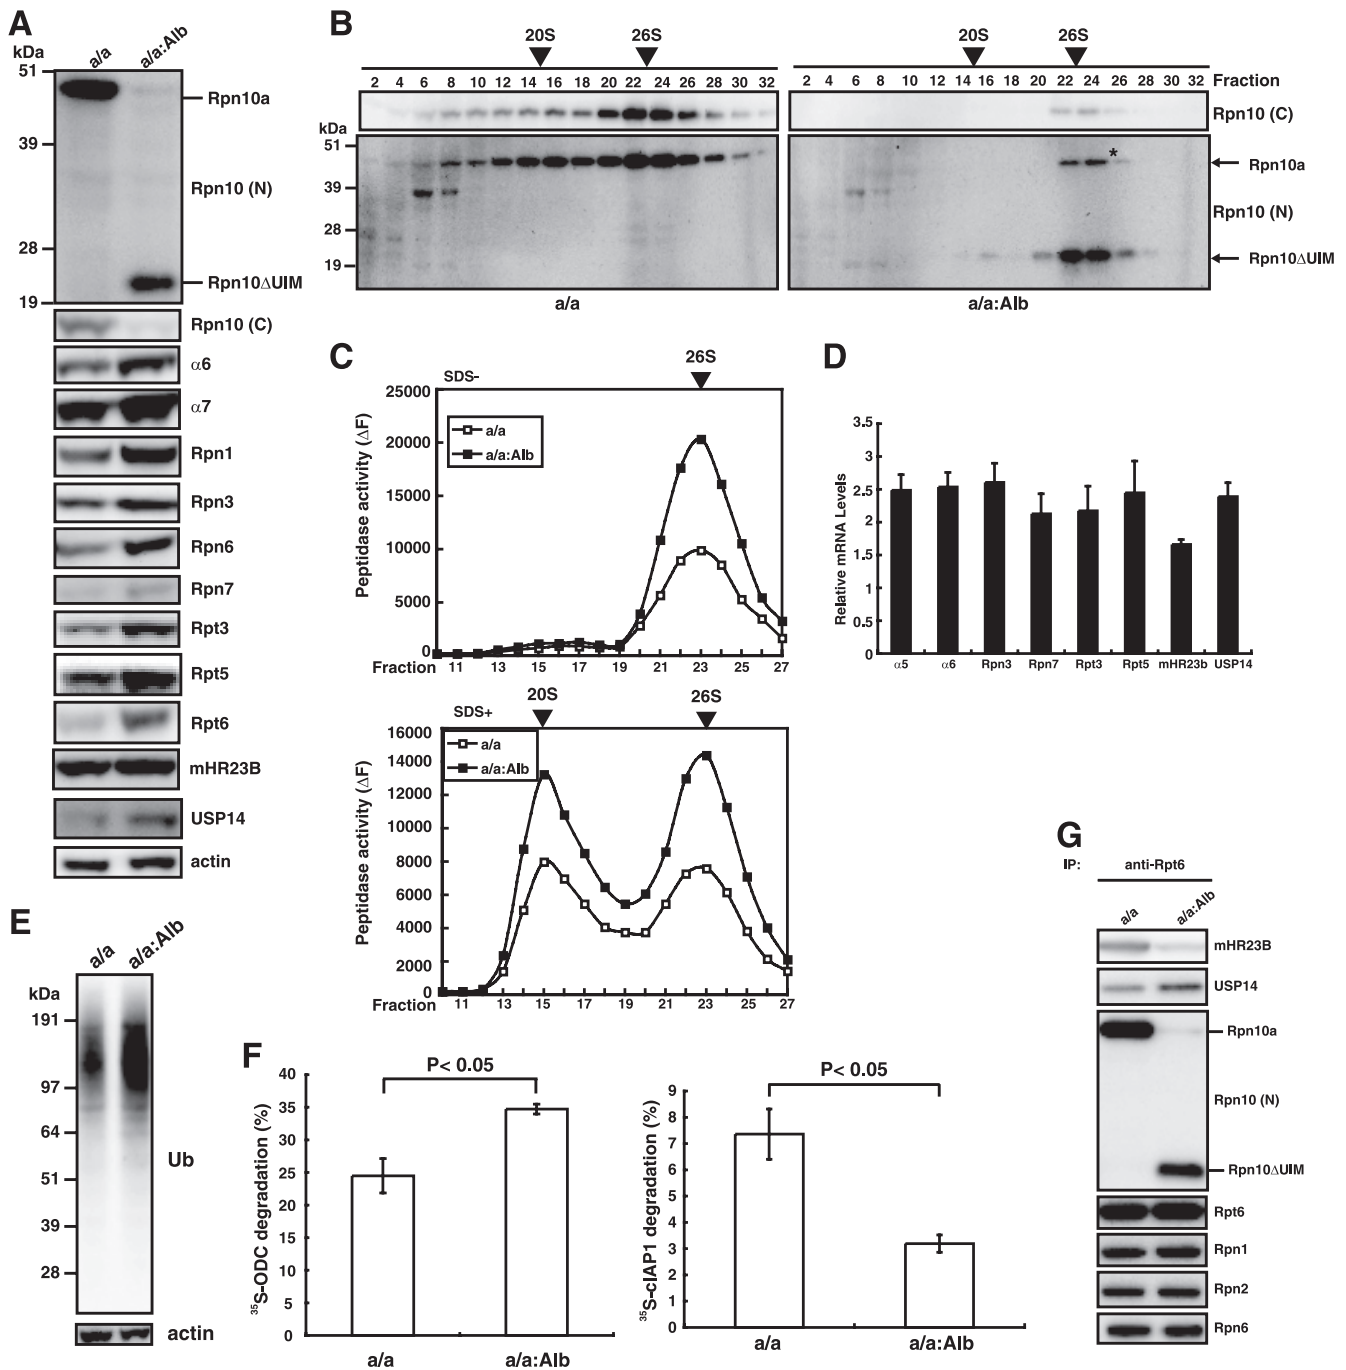 A
kDa
a/a
a/a:Alb
51
39
28
19
Rpn10a
Rpn10 (N)
Rpn10ΔUIM
Rpn10 (C)
α6
α7
Rpn1
Rpn3
Rpn6
Rpn7
Rpt3
Rpt5
Rpt6
mHR23B
USP14
actin
B
20S
26S
20S
26S
2 4 6 8 10 12 14 16 18 20 22 24 26 28 30 32
2 4 6 8 10 12 14 16 18 20 22 24 26 28 30 32
Fraction
Rpn10 (C)
kDa
51
39
28
19
*
Rpn10a
Rpn10 (N)
Rpn10ΔUIM
a/a
a/a:Alb
C
SDS-
26S
a/a
a/a:Alb
Peptidase activity (ΔF)
25000
20000
15000
10000
5000
0
Fraction
11 13 15 17 19 21 23 25 27
SDS+
20S
26S
a/a
a/a:Alb
Peptidase activity (ΔF)
16000
14000
12000
10000
8000
6000
4000
2000
0
Fraction
11 13 15 17 19 21 23 25 27
D
Relative mRNA Levels
3.5
3
2.5
2
1.5
1
0.5
0
α5 α6 Rpn3 Rpn7 Rpt3 Rpt5 mHR23b USP14
E
a/a
a/a:Alb
kDa
191
97
64
51
39
28
Ub
actin
F
P< 0.05
35S-ODC degradation (%)
40
35
30
25
20
15
10
5
0
a/a
a/a:Alb
P< 0.05
35S-cIAP1 degradation (%)
9
8
7
6
5
4
3
2
1
0
a/a
a/a:Alb
G
IP:
anti-Rpt6
a/a
a/a:Alb
mHR23B
USP14
Rpn10a
Rpn10 (N)
Rpn10ΔUIM
Rpt6
Rpn1
Rpn2
Rpn6